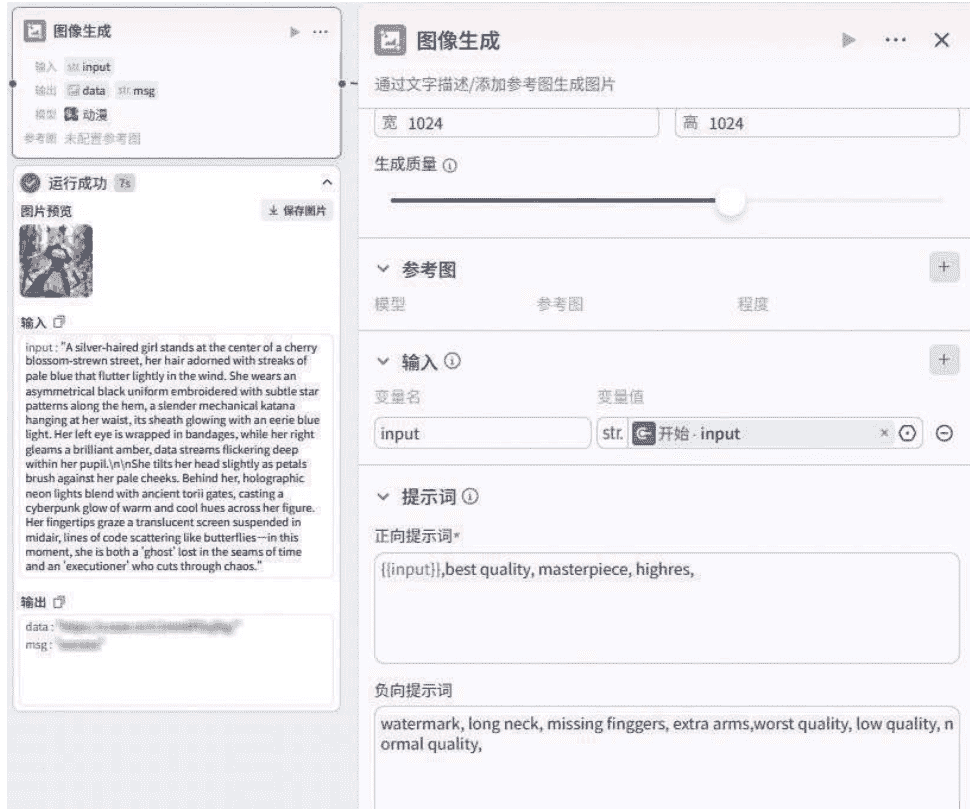 图像生成
输入 str. input
输出 data str. msg
模型 动漫
参考图 未配置参考图
运行成功 7s
图片预览 保存图片
输入
input : "A silver-haired girl stands at the center of a cherry
blossom-strewn street, her hair adorned with streaks of
pale blue that flutter lightly in the wind. She wears an
asymmetrical black uniform embroidered with subtle star
patterns along the hem, a slender mechanical katana
hanging at her waist, its sheath glowing with an eerie blue
light. Her left eye is wrapped in bandages, while her right
gleams a brilliant amber, data streams flickering deep
within her pupil.\n\nShe tilts her head slightly as petals
brush against her pale cheeks. Behind her, holographic
neon lights blend with ancient torii gates, casting a
cyberpunk glow of warm and cool hues across her figure.
Her fingertips graze a translucent screen suspended in
midair, lines of code scattering like butterflies—in this
moment, she is both a 'ghost' lost in the seams of time
and an 'executioner' who cuts through chaos."
输出
data :
msg :
图像生成
通过文字描述/添加参考图生成图片
宽 1024 高 1024
生成质量
参考图
模型 参考图 程度
输入
变量名 变量值
input str. 开始 - input
提示词
正向提示词*
{{input}},best quality, masterpiece, highres,
负向提示词
watermark, long neck, missing finggers, extra arms,worst quality, low quality, n
ormal quality,